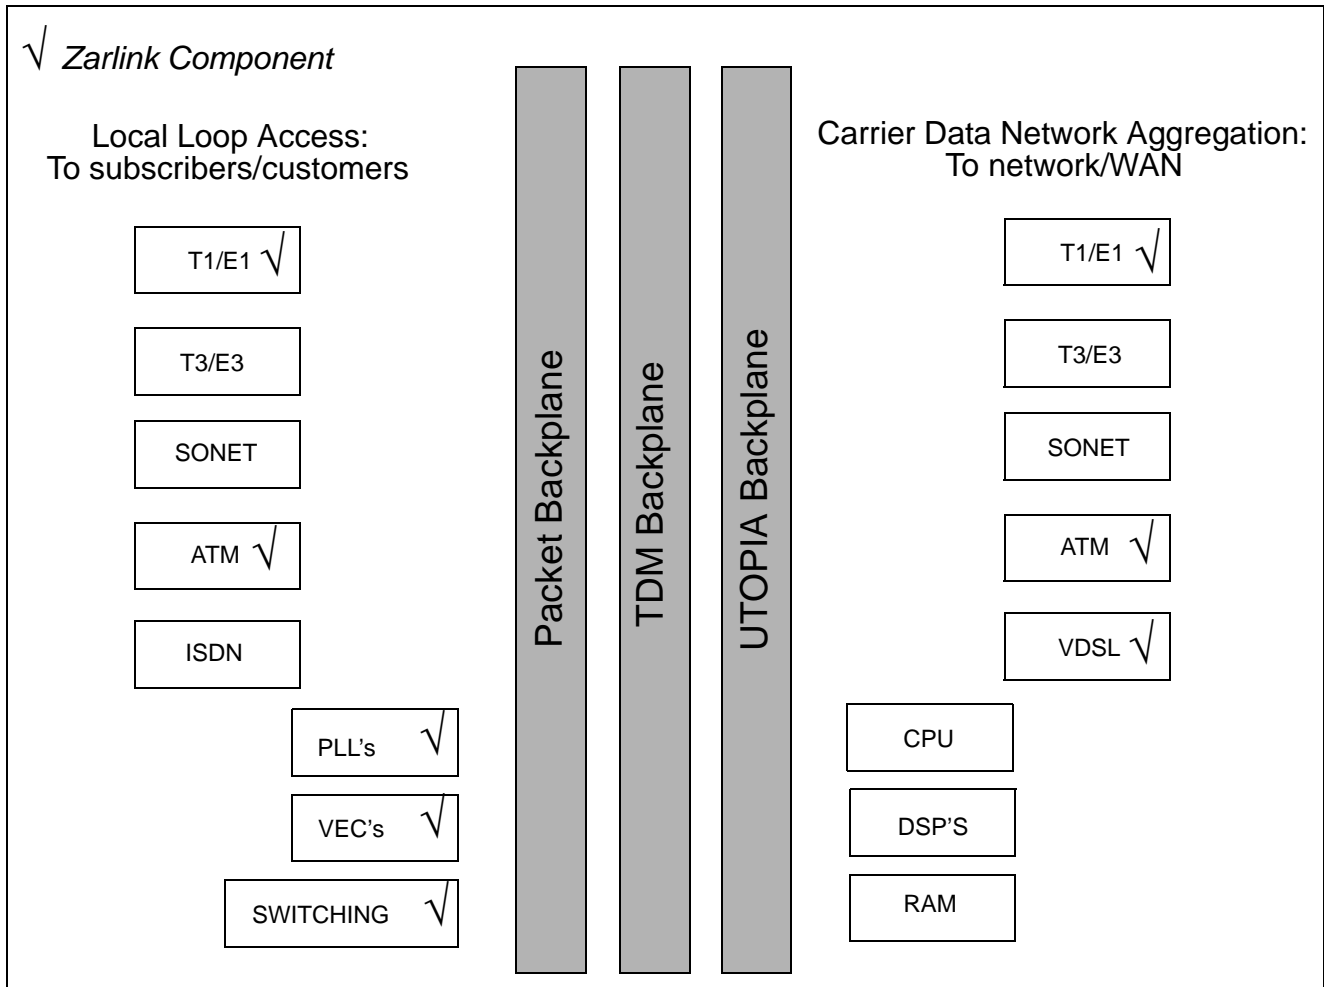 √ Zarlink Component
Local Loop Access:
To subscribers/customers
T1/E1 √
T3/E3
SONET
ATM √
ISDN
PLL's √
VEC's √
SWITCHING √
Packet Backplane
TDM Backplane
UTOPIA Backplane
Carrier Data Network Aggregation:
To network/WAN
T1/E1 √
T3/E3
SONET
ATM √
VDSL √
CPU
DSP'S
RAM